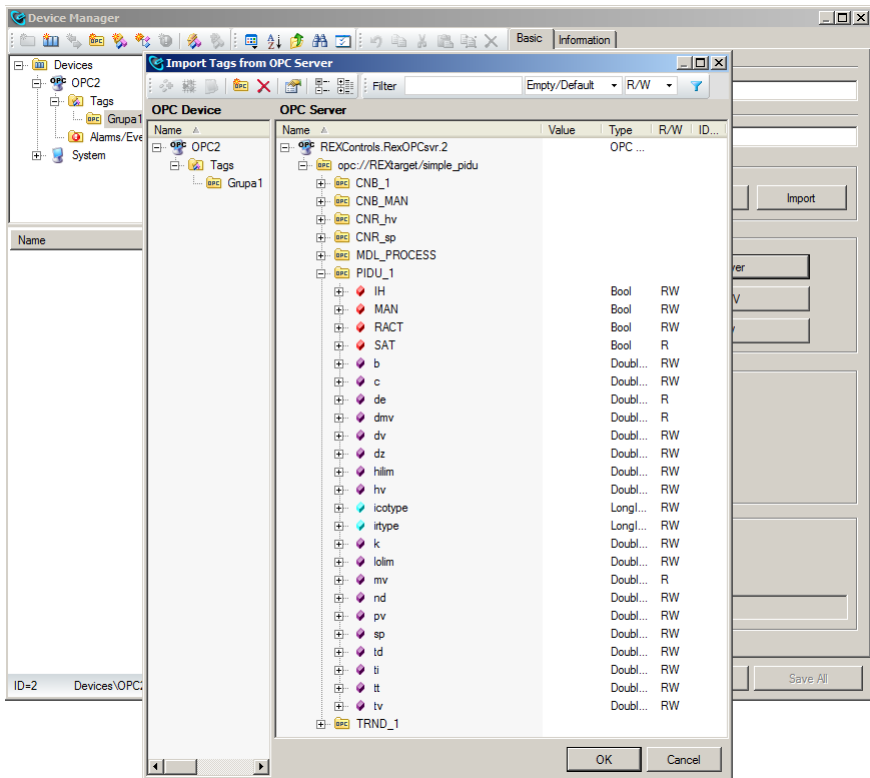 Device Manager
Basic Information
Devices
OPC2
Tags
Grupa1
Alarms/Eve
System
Name
ID=2 Devices\OPC2
Import Tags from OPC Server
Filter Empty/Default R/W
OPC Device OPC Server
Name Name Value Type R/W ID...
OPC2 REXControls.RexOPCsvr.2 OPC ...
Tags opc://REXtarget/simple_pidu
Grupa1 CNB_1
CNB_MAN
CNR_hv
CNR_sp
MDL_PROCESS
PIDU_1
IH Bool RW
MAN Bool RW
RACT Bool RW
SAT Bool R
b Doubl... RW
c Doubl... RW
de Doubl... R
dmv Doubl... R
dv Doubl... RW
dz Doubl... RW
hilim Doubl... RW
hv Doubl... RW
icotype LongI... RW
irtype LongI... RW
k Doubl... RW
lolim Doubl... RW
mv Doubl... R
nd Doubl... RW
pv Doubl... RW
sp Doubl... RW
td Doubl... RW
ti Doubl... RW
tt Doubl... RW
tv Doubl... RW
TRND_1
OK Cancel
Import
ver
V
Save All